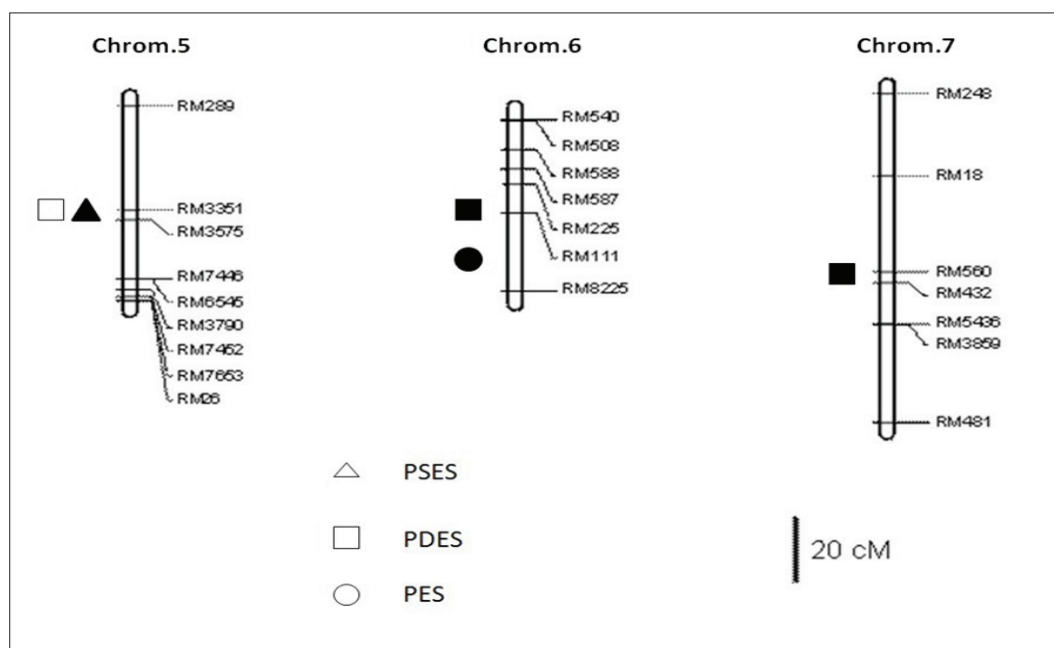 Chrom.5
RM289
RM3351
RM3575
RM7446
RM6545
RM3790
RM7452
RM7653
RM26
Chrom.6
RM540
RM508
RM588
RM587
RM225
RM111
RM8225
Chrom.7
RM248
RM18
RM560
RM432
RM5436
RM3859
RM481
PSES
PDES
PES
20 cM